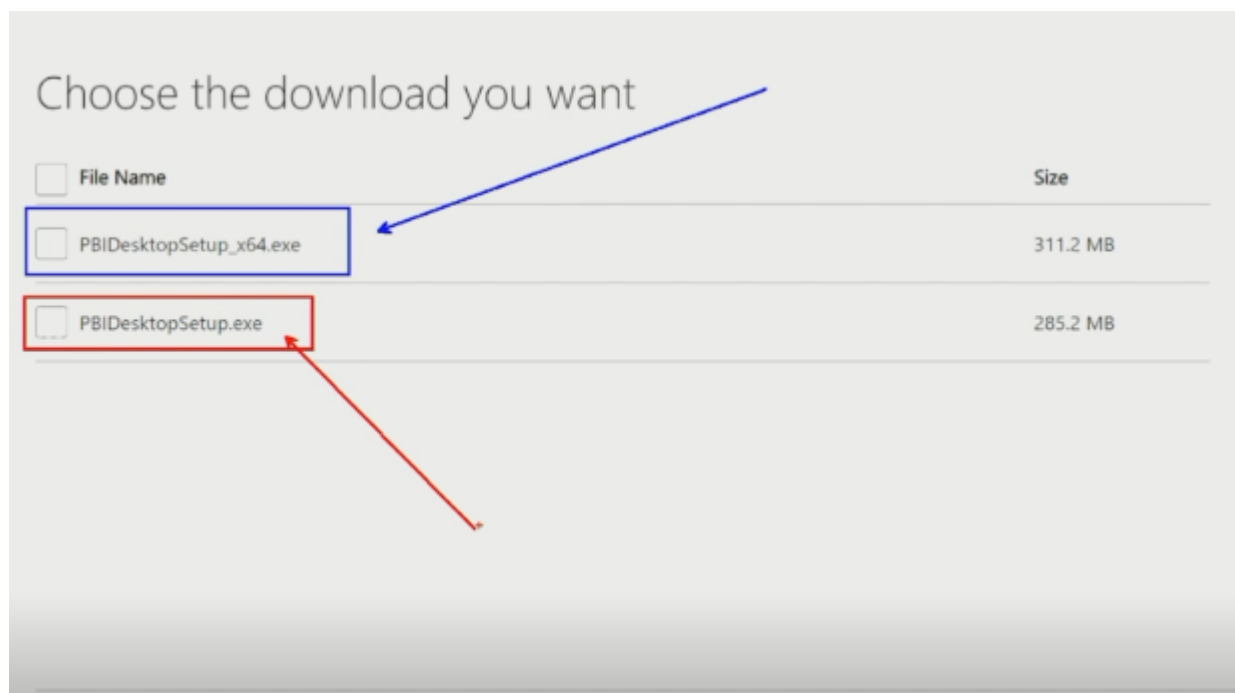 Choose the download you want
File Name Size
PBIDesktopSetup_x64.exe 311.2 MB
PBIDesktopSetup.exe 285.2 MB